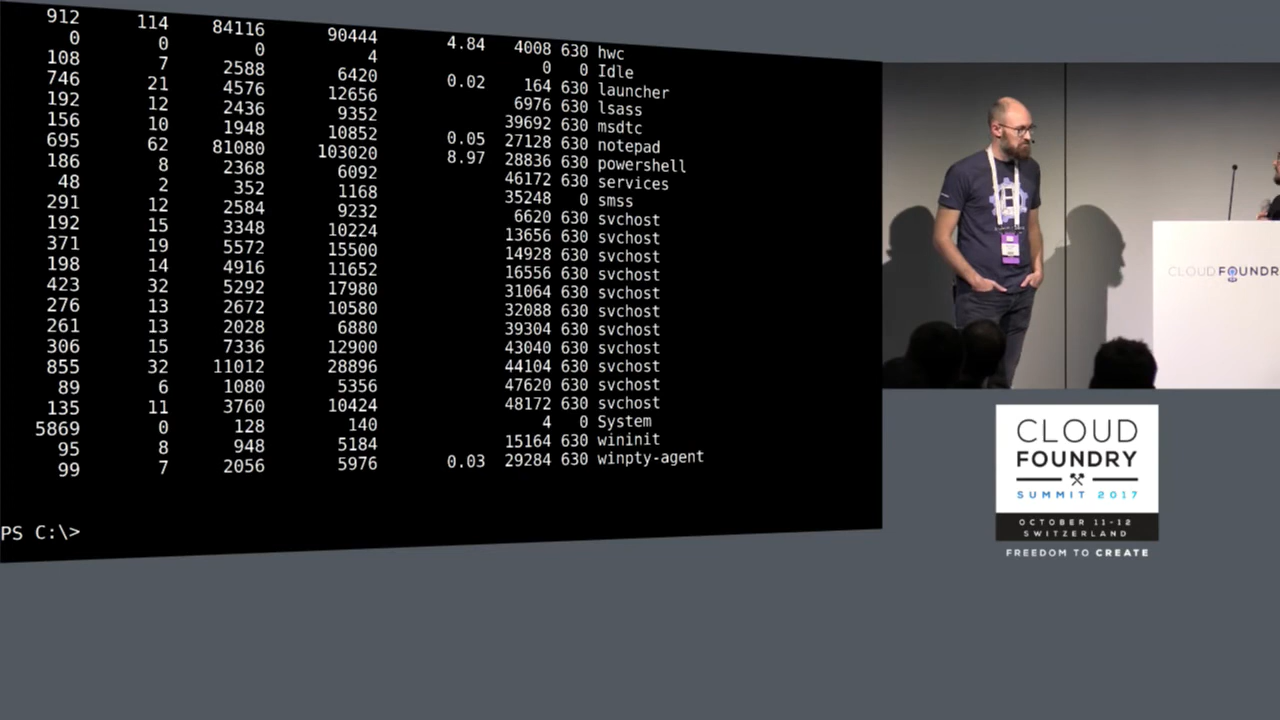 912 114 84116 90444 4.84 4008 630 hwc
0 0 0 4 0 0 Idle
108 7 2588 6420 0.02 164 630 launcher
746 21 4576 12656 6976 630 lsass
192 12 2436 9352 39692 630 msdtc
156 10 1948 10852 0.05 27128 630 notepad
695 62 81080 103020 8.97 28836 630 powershell
186 8 2368 6092 46172 630 services
48 2 352 1168 35248 0 smss
291 12 2584 9232 6620 630 svchost
192 15 3348 10224 13656 630 svchost
371 19 5572 15500 14928 630 svchost
198 14 4916 11652 16556 630 svchost
423 32 5292 17980 31064 630 svchost
276 13 2672 10580 32088 630 svchost
261 13 2028 6880 39304 630 svchost
306 15 7336 12900 43040 630 svchost
855 32 11012 28896 44104 630 svchost
89 6 1080 5356 47620 630 svchost
135 11 3760 10424 48172 630 svchost
5869 0 128 140 4 0 System
95 8 948 5184 15164 630 wininit
99 7 2056 5976 0.03 29284 630 winpty-agent
PS C:\>
CLOUD FOUNDR
CLOUD
FOUNDRY
SUMMIT 2017
OCTOBER 11-12
SWITZERLAND
FREEDOM TO CREATE